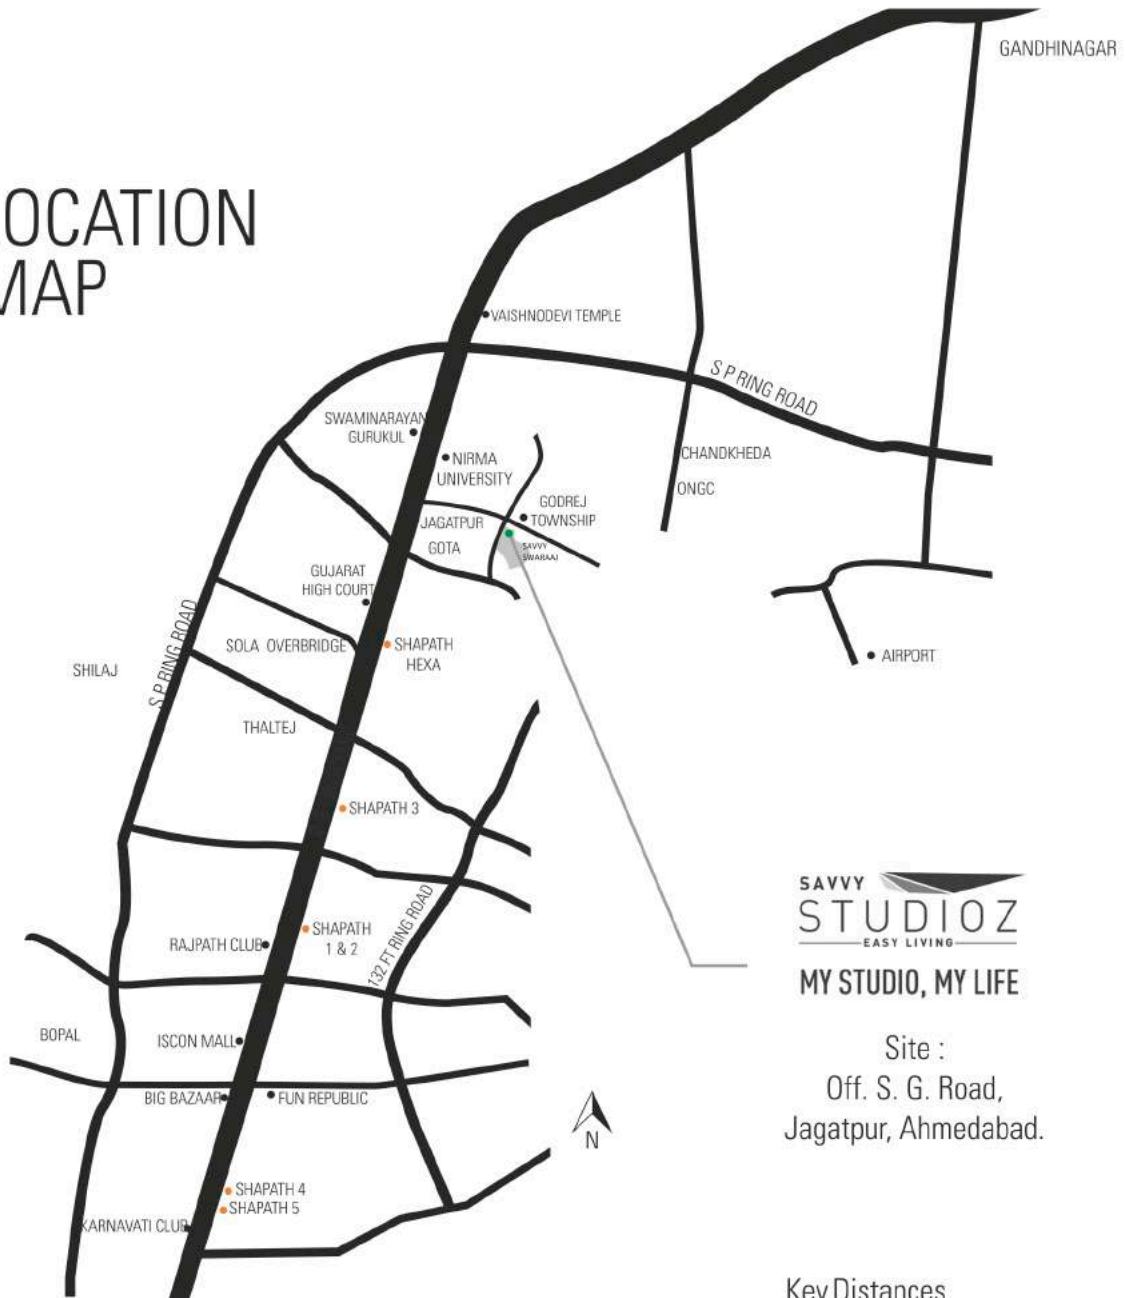 OCATION
MAP
GANDHINAGAR
VAISHNODEVI TEMPLE
S P RING ROAD
SWAMINARAYAN
GURUKUL
NIRMA
UNIVERSITY
CHANDKHEDA
ONGC
GODREJ
TOWNSHIP
JAGATPUR
GOTA
SAVVY
SWARAAJ
GUJARAT
HIGH COURT
SOLA OVERBRIDGE
SHAPATH
HEXA
AIRPORT
SHILAJ
S P RING ROAD
THALTEJ
SHAPATH 3
132 FT RING ROAD
SHAPATH
1 & 2
RAJPATH CLUB
BOPAL
ISCON MALL
BIG BAZAAR
FUN REPUBLIC
N
SHAPATH 4
SHAPATH 5
KARNAVATI CLUB
SAVVY
STUDIOZ
EASY LIVING
MY STUDIO, MY LIFE
Site :
Off. S. G. Road,
Jagatpur, Ahmedabad.
Key Distances